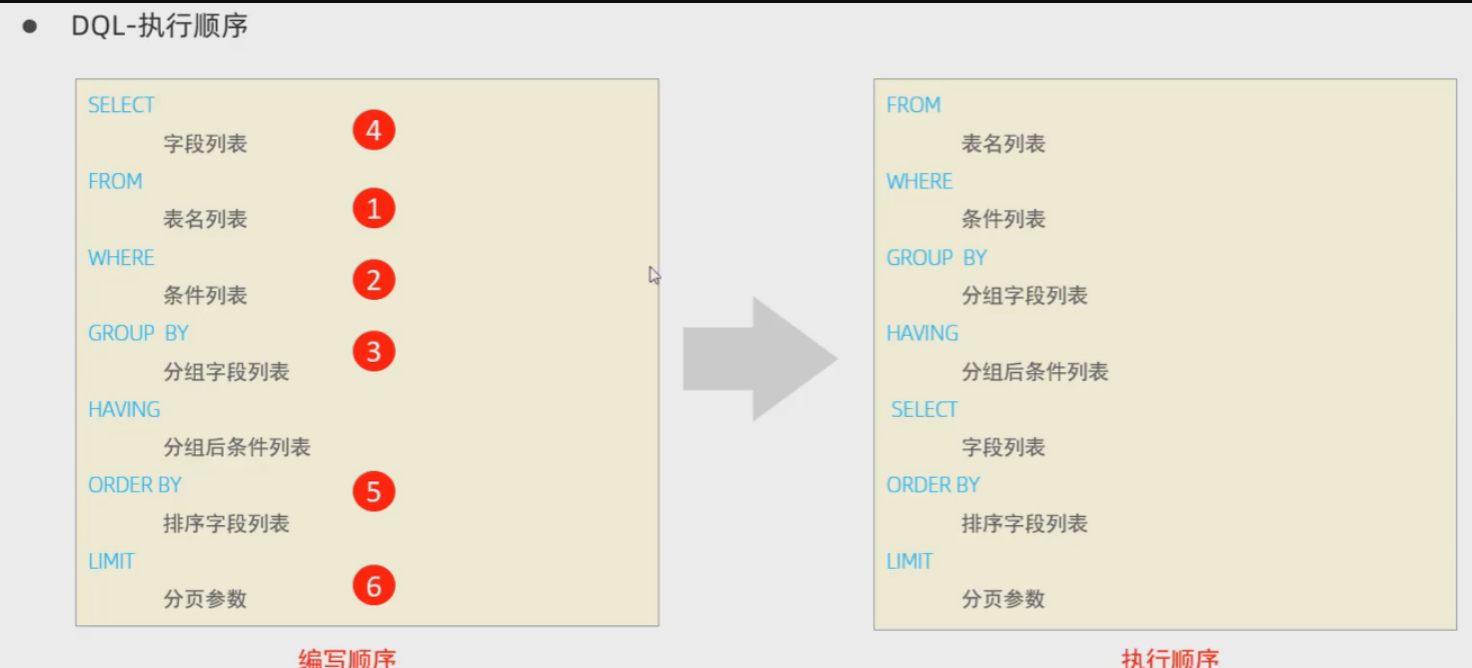 ● DQL-执行顺序
SELECT
字段列表
4
FROM
表名列表
1
WHERE
条件列表
2
GROUP BY
分组字段列表
3
HAVING
分组后条件列表
ORDER BY
排序字段列表
5
LIMIT
分页参数
6
编写顺序
FROM
表名列表
WHERE
条件列表
GROUP BY
分组字段列表
HAVING
分组后条件列表
SELECT
字段列表
ORDER BY
排序字段列表
LIMIT
分页参数
执行顺序